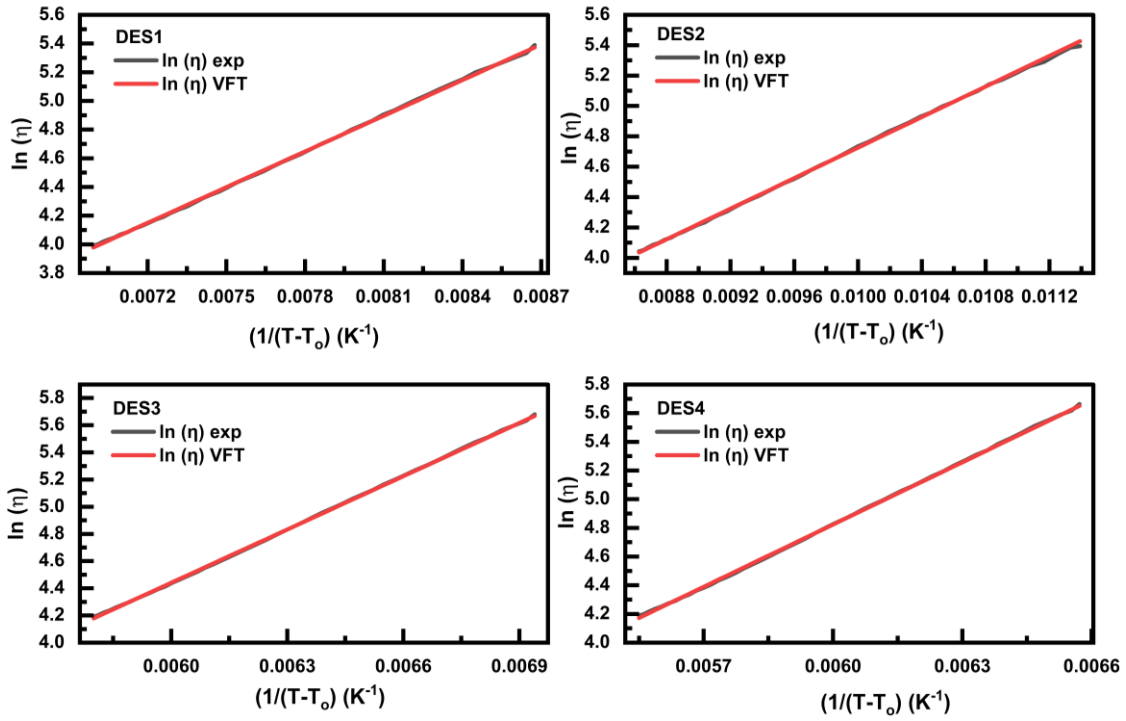 DES1
ln (η) exp
ln (η) VFT
5.6
5.4
5.2
5.0
4.8
4.6
4.4
4.2
4.0
3.8
ln (η)
0.0072 0.0075 0.0078 0.0081 0.0084 0.0087
(1/(T-To) (K-1)
DES2
ln (η) exp
ln (η) VFT
5.6
5.4
5.2
5.0
4.8
4.6
4.4
4.2
4.0
ln (η)
0.0088 0.0092 0.0096 0.0100 0.0104 0.0108 0.0112
(1/(T-To) (K-1)
DES3
ln (η) exp
ln (η) VFT
5.8
5.6
5.4
5.2
5.0
4.8
4.6
4.4
4.2
4.0
ln (η)
0.0060 0.0063 0.0066 0.0069
(1/(T-To) (K-1)
DES4
ln (η) exp
ln (η) VFT
5.8
5.6
5.4
5.2
5.0
4.8
4.6
4.4
4.2
4.0
ln (η)
0.0057 0.0060 0.0063 0.0066
(1/(T-To) (K-1)